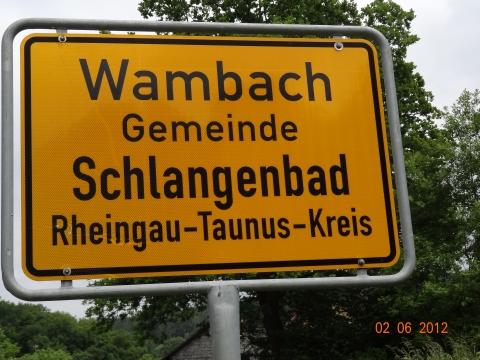 Wambach
Gemeinde
Schlangenbad
Rheingau-Taunus-Kreis
02 06 2012